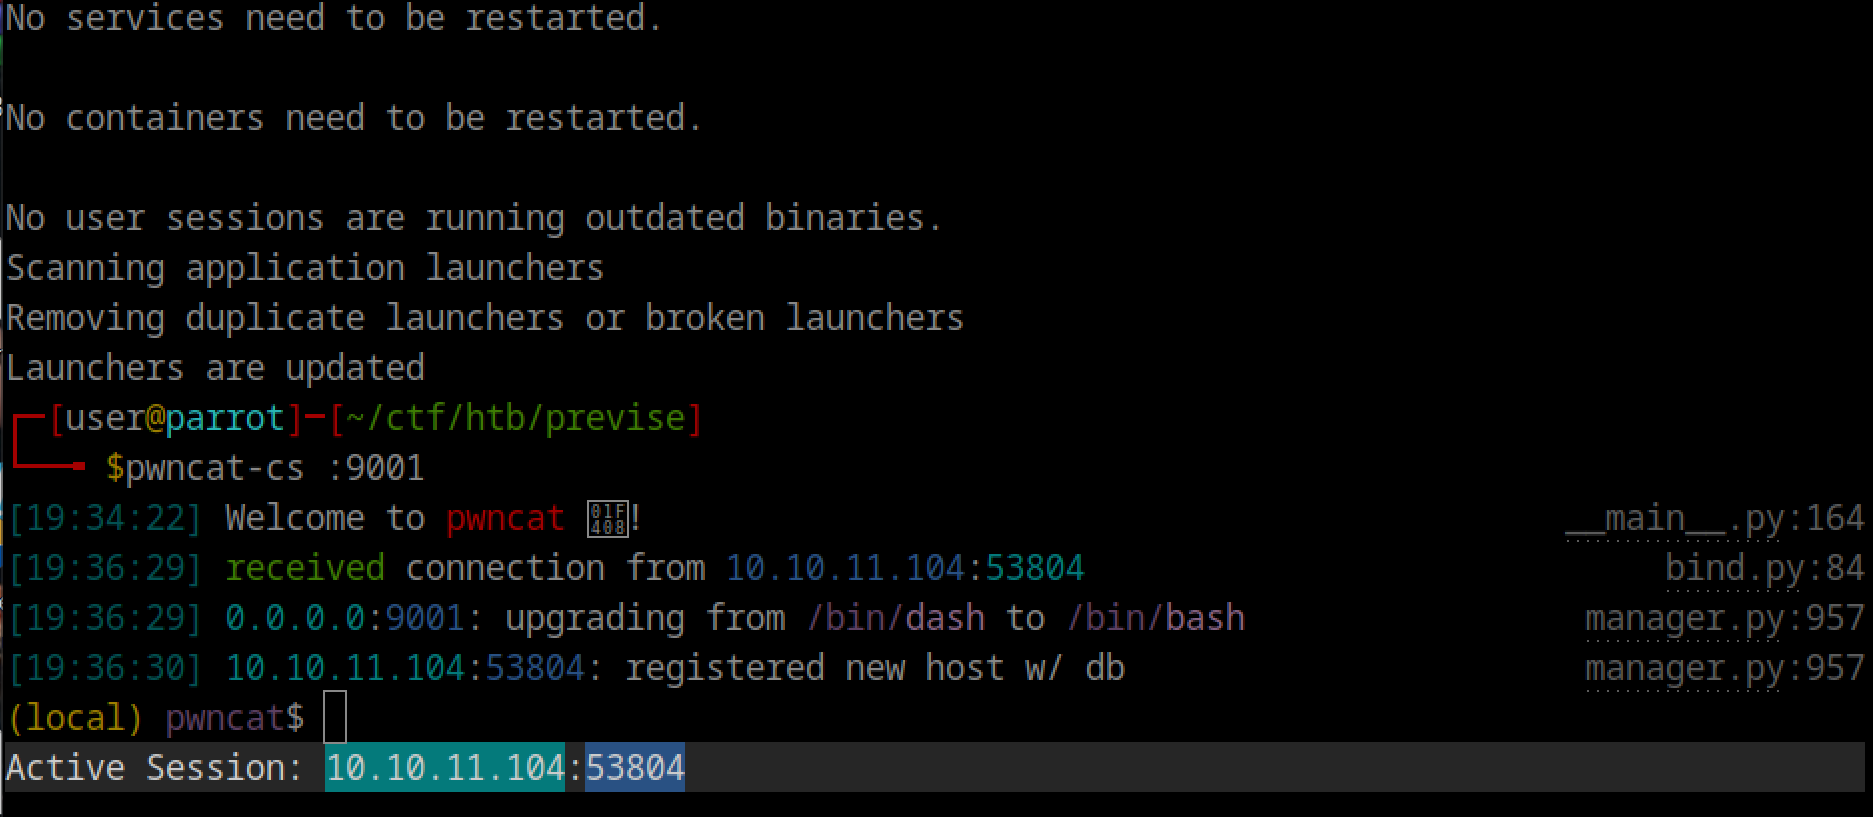 No services need to be restarted.
No containers need to be restarted.
No user sessions are running outdated binaries.
Scanning application launchers
Removing duplicate launchers or broken launchers
Launchers are updated
┌─[user@parrot]─[~/ctf/htb/previse]
└──╼ $pwncat-cs :9001
[19:34:22] Welcome to pwncat 🐈! __main__.py:164
[19:36:29] received connection from 10.10.11.104:53804 bind.py:84
[19:36:29] 0.0.0.0:9001: upgrading from /bin/dash to /bin/bash manager.py:957
[19:36:30] 10.10.11.104:53804: registered new host w/ db manager.py:957
(local) pwncat$
Active Session: 10.10.11.104:53804